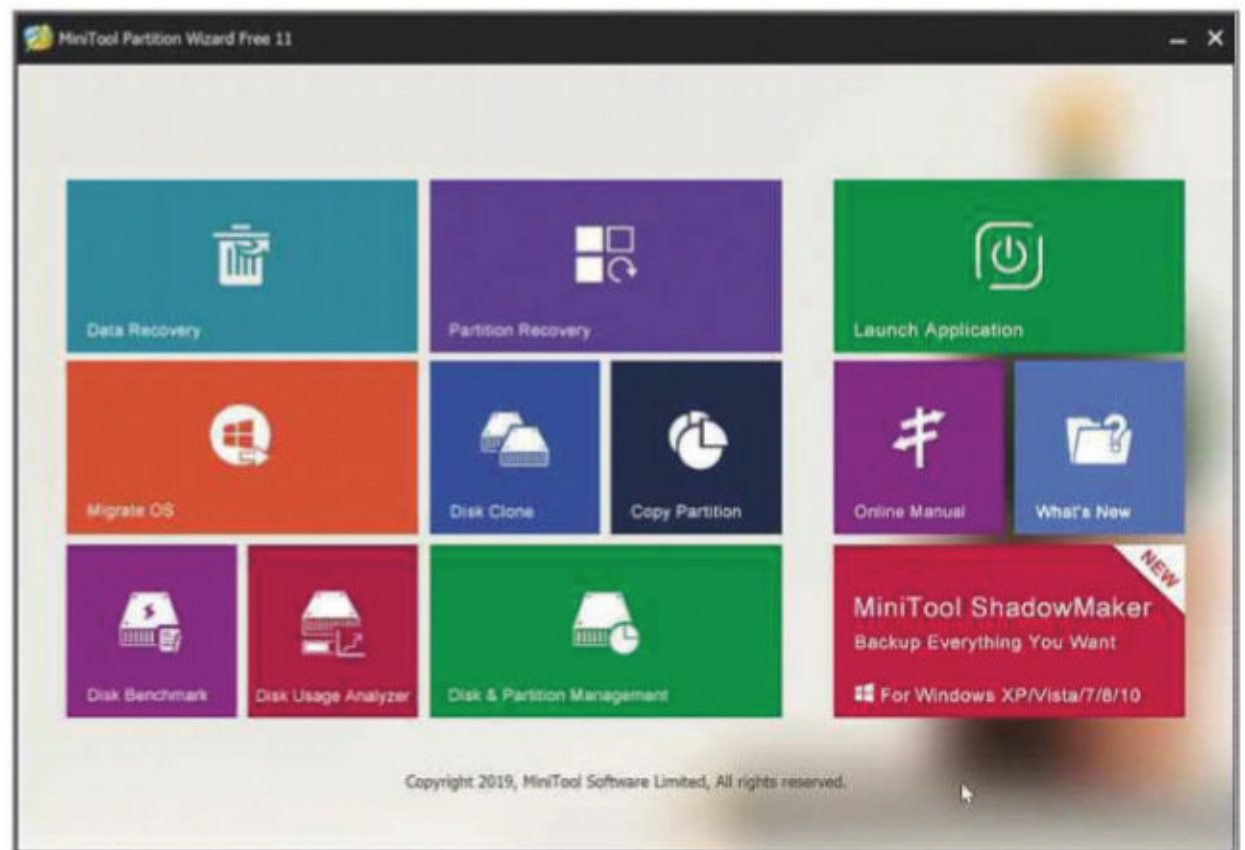 MiniTool Partition Wizard Free 11
Data Recovery
Partition Recovery
Launch Application
Migrate OS
Disk Clone
Copy Partition
Online Manual
What's New
Disk Benchmark
Disk Usage Analyzer
Disk & Partition Management
NEW
MiniTool ShadowMaker
Backup Everything You Want
For Windows XP/Vista/7/8/10
Copyright 2019, MiniTool Software Limited, All rights reserved.